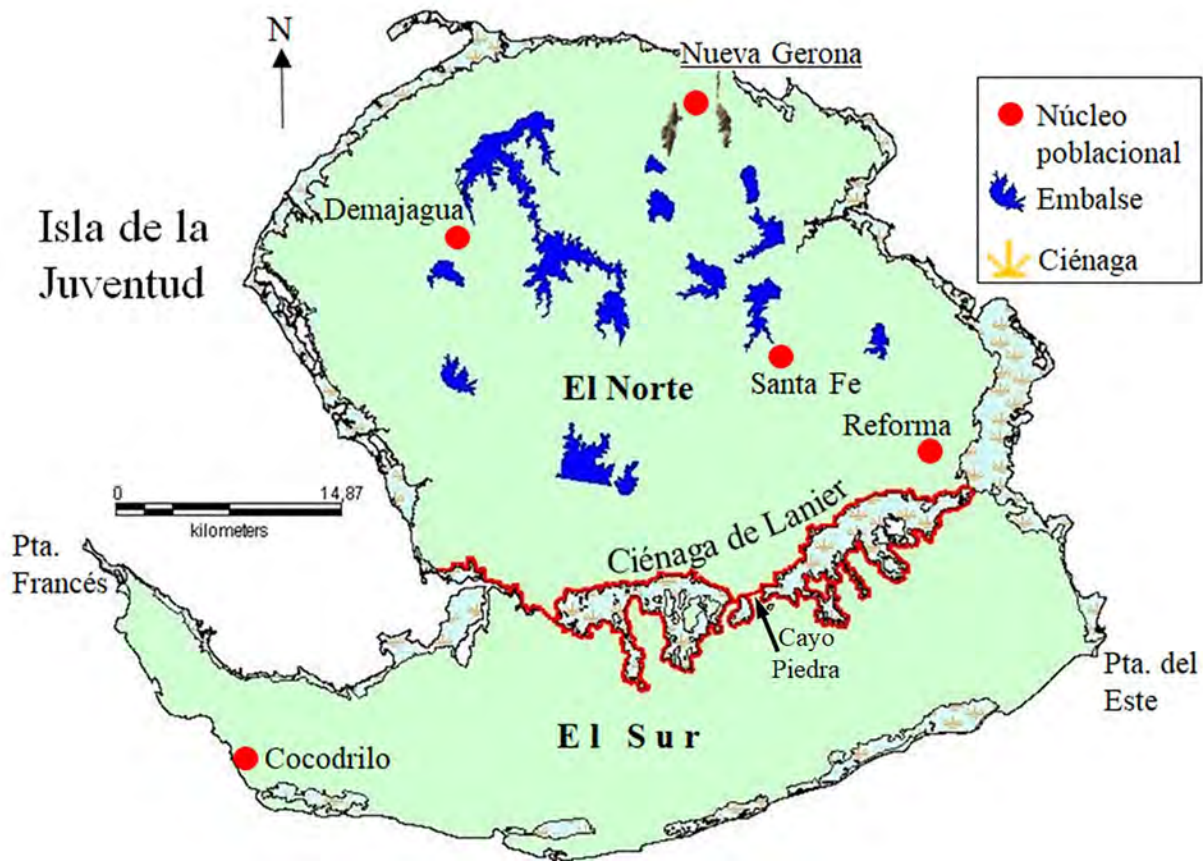 N
Nueva Gerona
Núcleo
poblacional
Embalse
Ciénaga
Isla de la
Juventud
Demajagua
El Norte
Santa Fe
Reforma
0 14,87
kilometers
Ciénaga de Lanier
Pta.
Francés
Cayo
Piedra
Pta. del
Este
El Sur
Cocodrilo